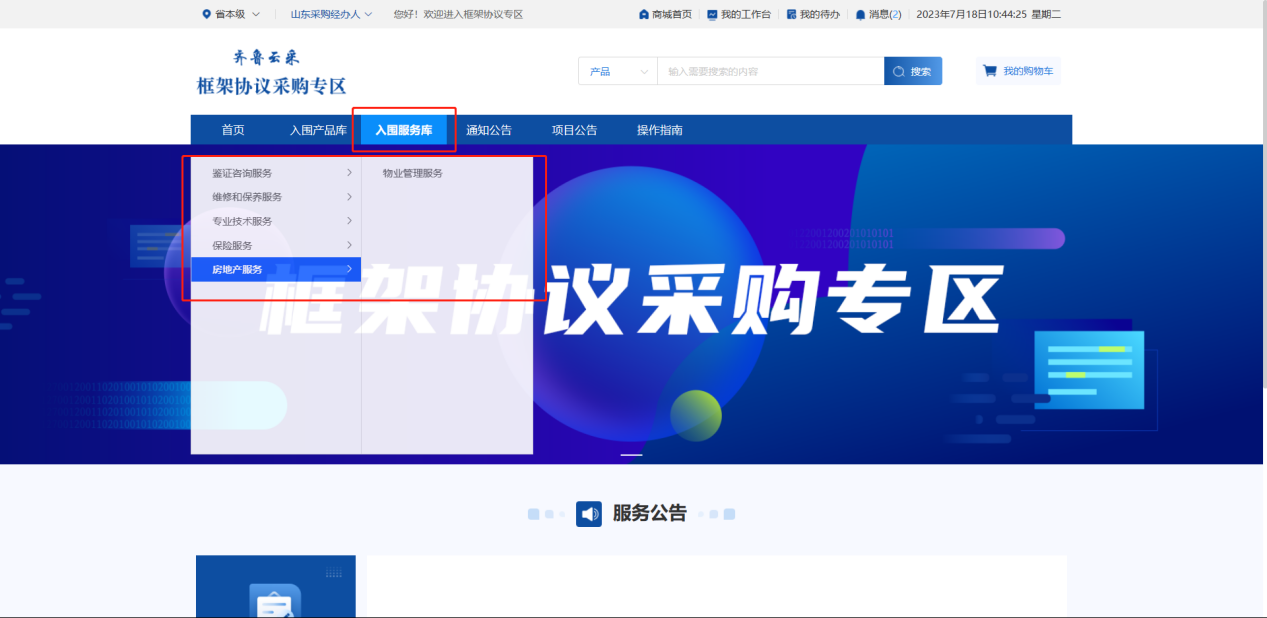 省本级 山东采购经办人 您好！欢迎进入框架协议专区 商城首页 我的工作台 我的待办 消息(2) 2023年7月18日10:44:25 星期二
齐鲁云采
框架协议采购专区
产品 输入需要搜索的内容 搜索 我的购物车
首页 入围产品库 入围服务库 通知公告 项目公告 操作指南
鉴证咨询服务 物业管理服务
维修和保养服务
专业技术服务
保险服务
房地产服务
框架协议采购专区
服务公告